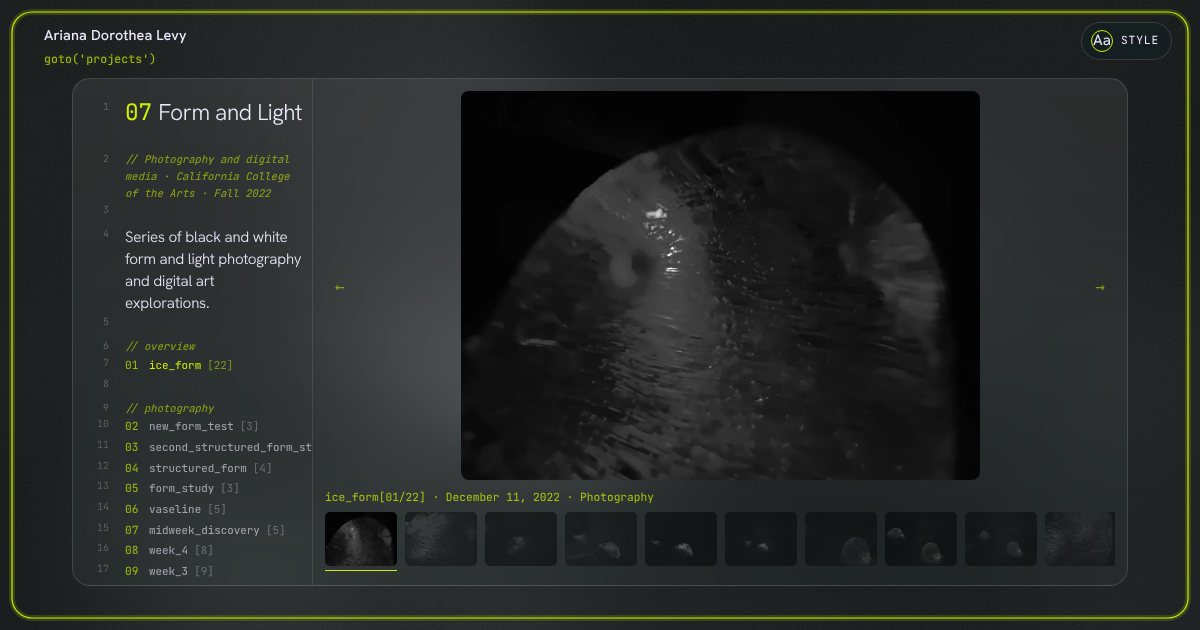 Ariana Dorothea Levy
goto('projects')
Aa STYLE
1 07 Form and Light
2 // Photography and digital
media · California College
of the Arts · Fall 2022
3
4 Series of black and white
form and light photography
and digital art
explorations.
5
6 // overview
7 01 ice_form [22]
8
9 // photography
10 02 new_form_test [3]
11 03 second_structured_form_st
12 04 structured_form [4]
13 05 form_study [3]
14 06 vaseline [5]
15 07 midweek_discovery [5]
16 08 week_4 [8]
17 09 week_3 [9]
←
→
ice_form[01/22] · December 11, 2022 · Photography